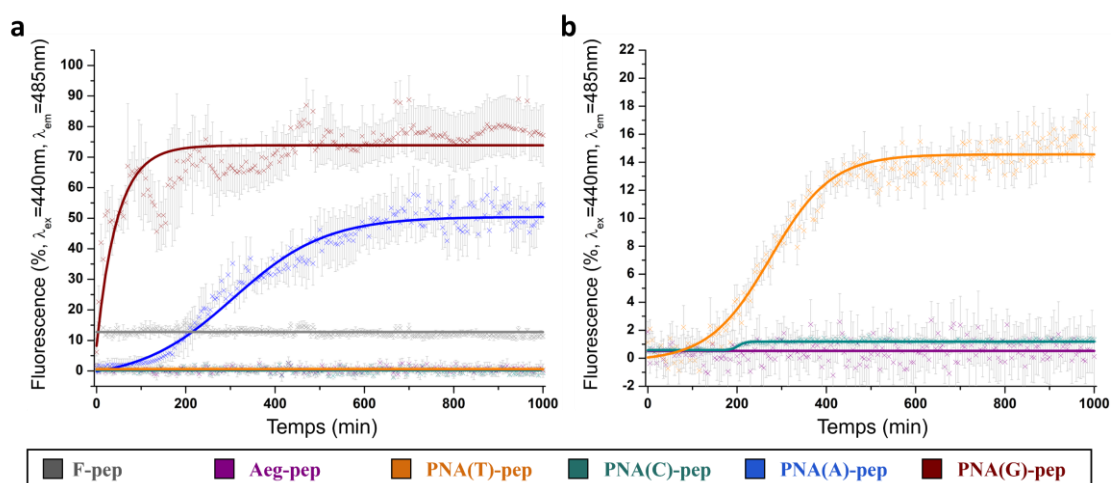 a
Fluorescence (%, λex=440nm, λem=485nm)
100
90
80
70
60
50
40
30
20
10
0
0 200 400 600 800 1000
Temps (min)
b
Fluorescence (%, λex=440nm, λem=485nm)
22
20
18
16
14
12
10
8
6
4
2
0
-2
0 200 400 600 800 1000
Temps (min)
F-pep Aeg-pep PNA(T)-pep PNA(C)-pep PNA(A)-pep PNA(G)-pep